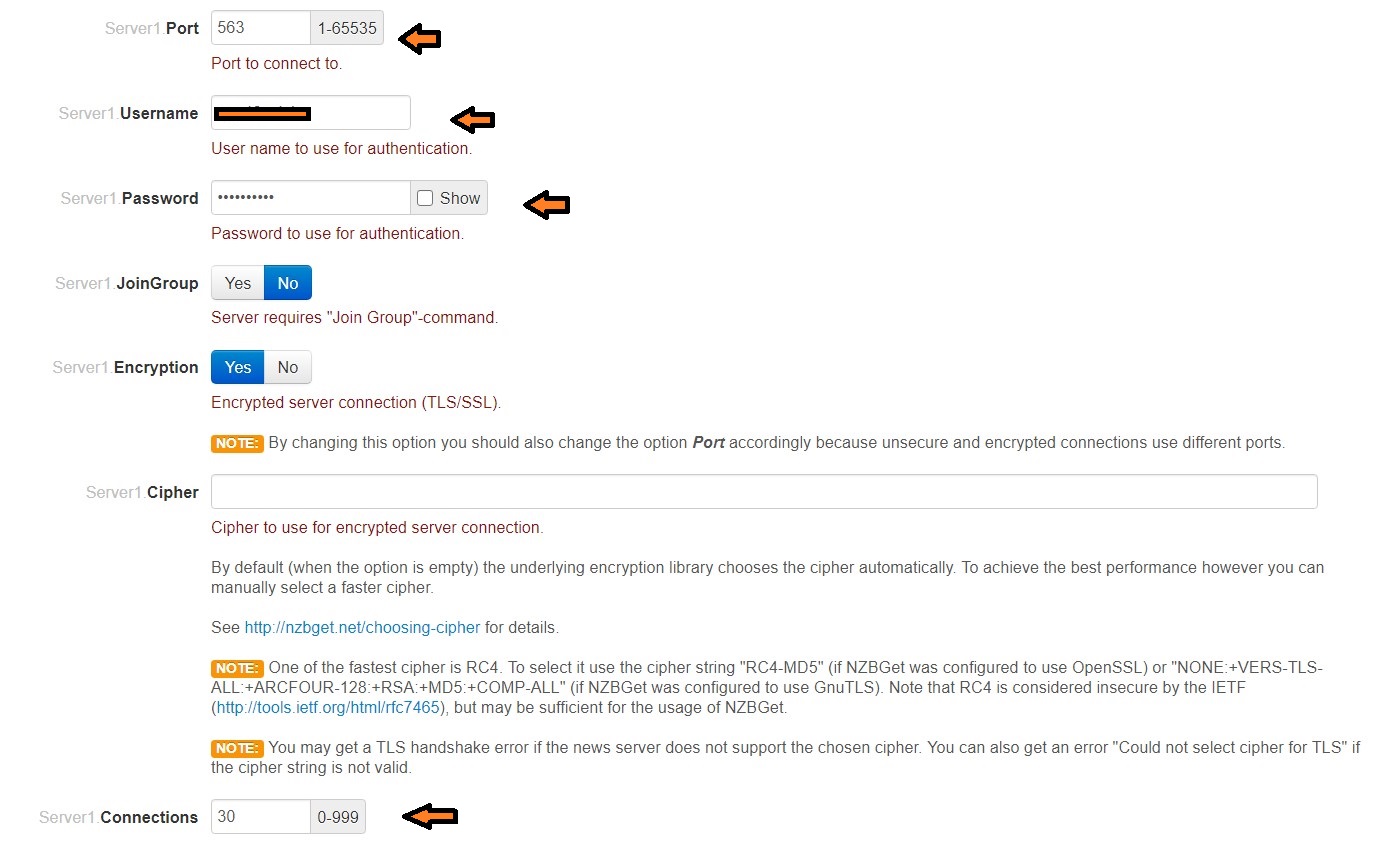 Server1.Port 563 1-65535
Port to connect to.
Server1.Username
User name to use for authentication.
Server1.Password •••••••••• Show
Password to use for authentication.
Server1.JoinGroup Yes No
Server requires "Join Group"-command.
Server1.Encryption Yes No
Encrypted server connection (TLS/SSL).
NOTE: By changing this option you should also change the option Port accordingly because unsecure and encrypted connections use different ports.
Server1.Cipher
Cipher to use for encrypted server connection.
By default (when the option is empty) the underlying encryption library chooses the cipher automatically. To achieve the best performance however you can
manually select a faster cipher.
See http://nzbget.net/choosing-cipher for details.
NOTE: One of the fastest cipher is RC4. To select it use the cipher string "RC4-MD5" (if NZBGet was configured to use OpenSSL) or "NONE:+VERS-TLS-
ALL:+ARCFOUR-128:+RSA:+MD5:+COMP-ALL" (if NZBGet was configured to use GnuTLS). Note that RC4 is considered insecure by the IETF
(http://tools.ietf.org/html/rfc7465), but may be sufficient for the usage of NZBGet.
NOTE: You may get a TLS handshake error if the news server does not support the chosen cipher. You can also get an error "Could not select cipher for TLS" if
the cipher string is not valid.
Server1.Connections 30 0-999